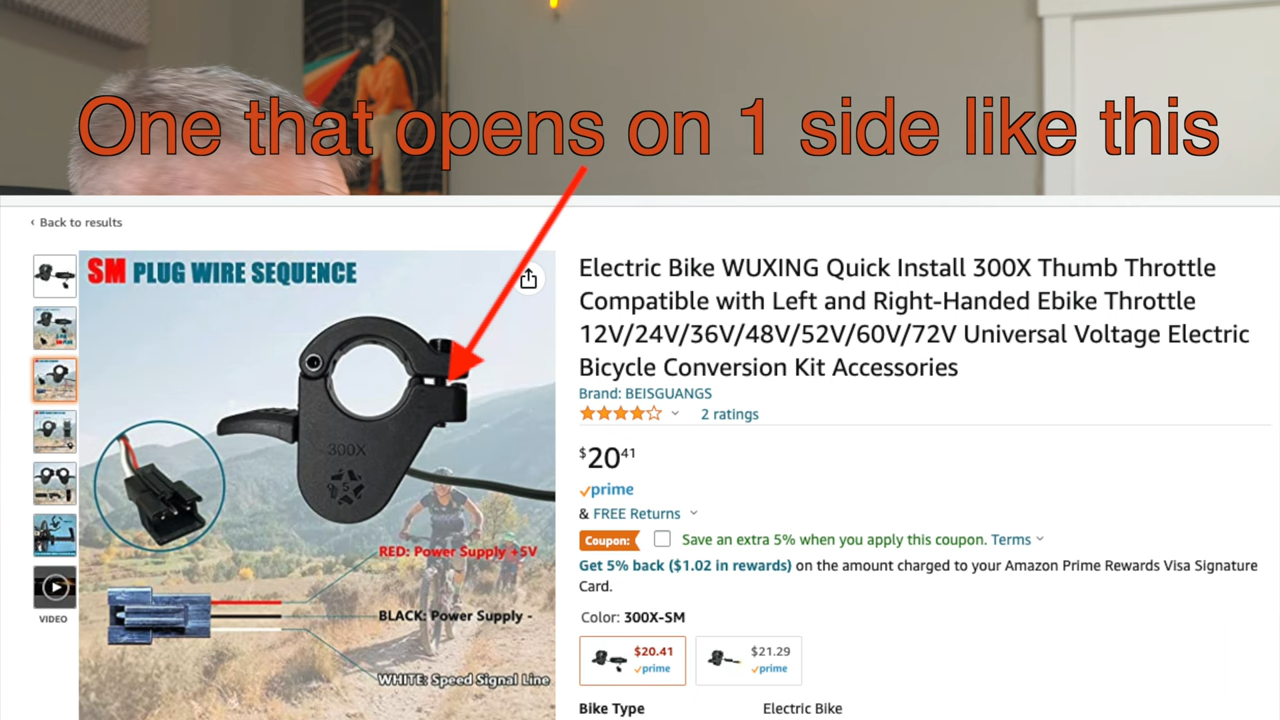 One that opens on 1 side like this
‹ Back to results
SM PLUG WIRE SEQUENCE
300X
5
RED: Power Supply +5V
BLACK: Power Supply -
WHITE: Speed Signal Line
VIDEO
Electric Bike WUXING Quick Install 300X Thumb Throttle
Compatible with Left and Right-Handed Ebike Throttle
12V/24V/36V/48V/52V/60V/72V Universal Voltage Electric
Bicycle Conversion Kit Accessories
Brand: BEISGUANGS
2 ratings
$20.41
prime
& FREE Returns
Coupon: Save an extra 5% when you apply this coupon. Terms
Get 5% back ($1.02 in rewards) on the amount charged to your Amazon Prime Rewards Visa Signature
Card.
Color: 300X-SM
$20.41
prime
$21.29
prime
Bike Type Electric Bike